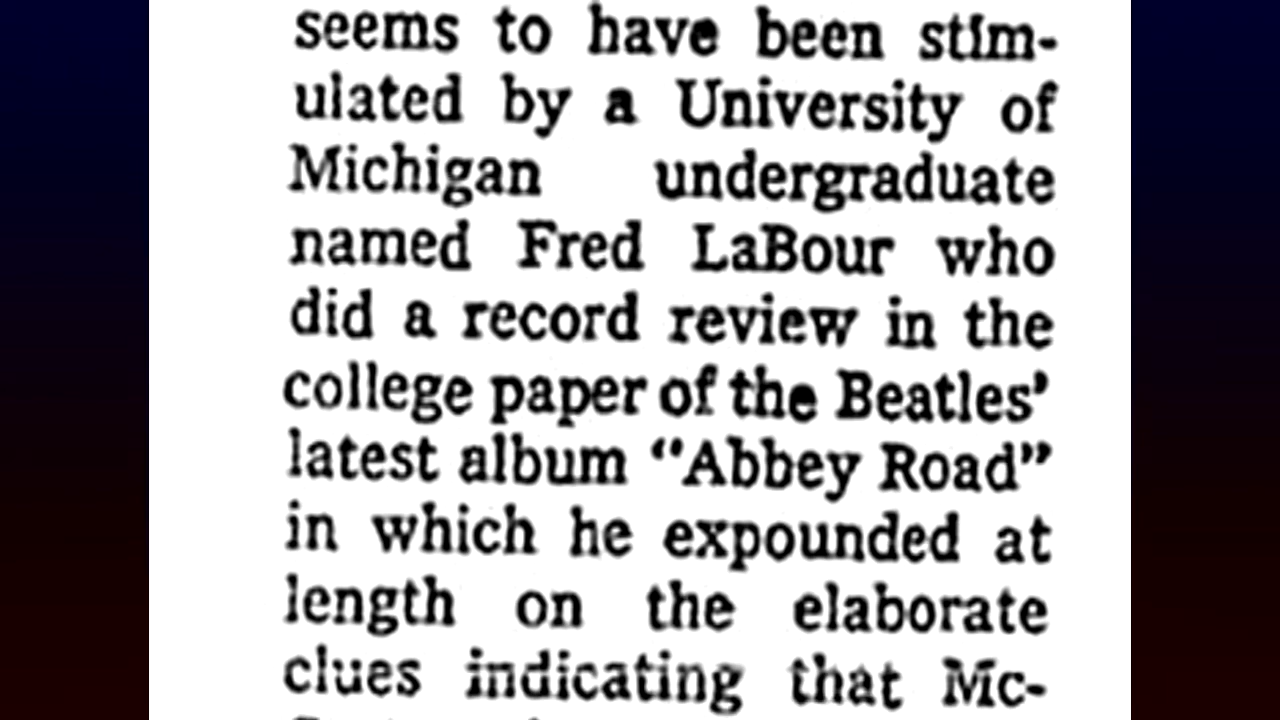 seems to have been stim-
ulated by a University of
Michigan undergraduate
named Fred LaBour who
did a record review in the
college paper of the Beatles’
latest album “Abbey Road”
in which he expounded at
length on the elaborate
clues indicating that Mc-